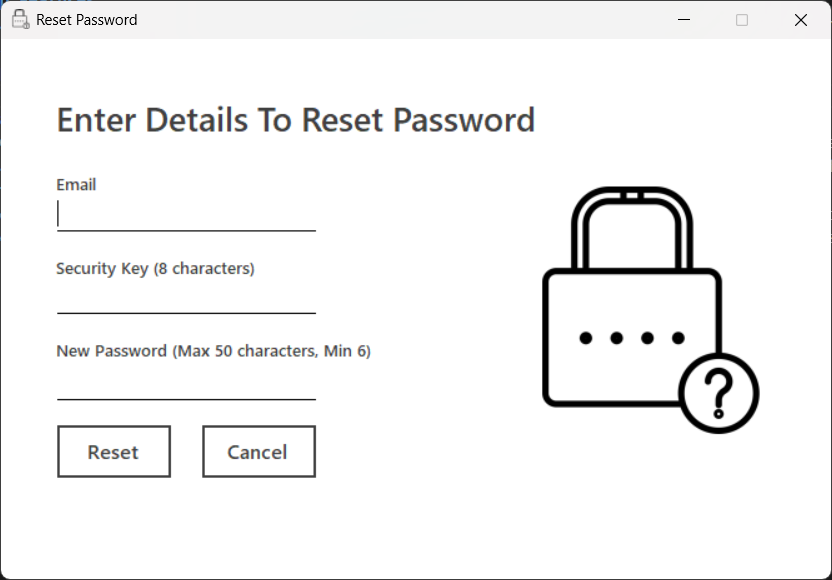 Reset Password
Enter Details To Reset Password
Email
Security Key (8 characters)
New Password (Max 50 characters, Min 6)
Reset
Cancel
?